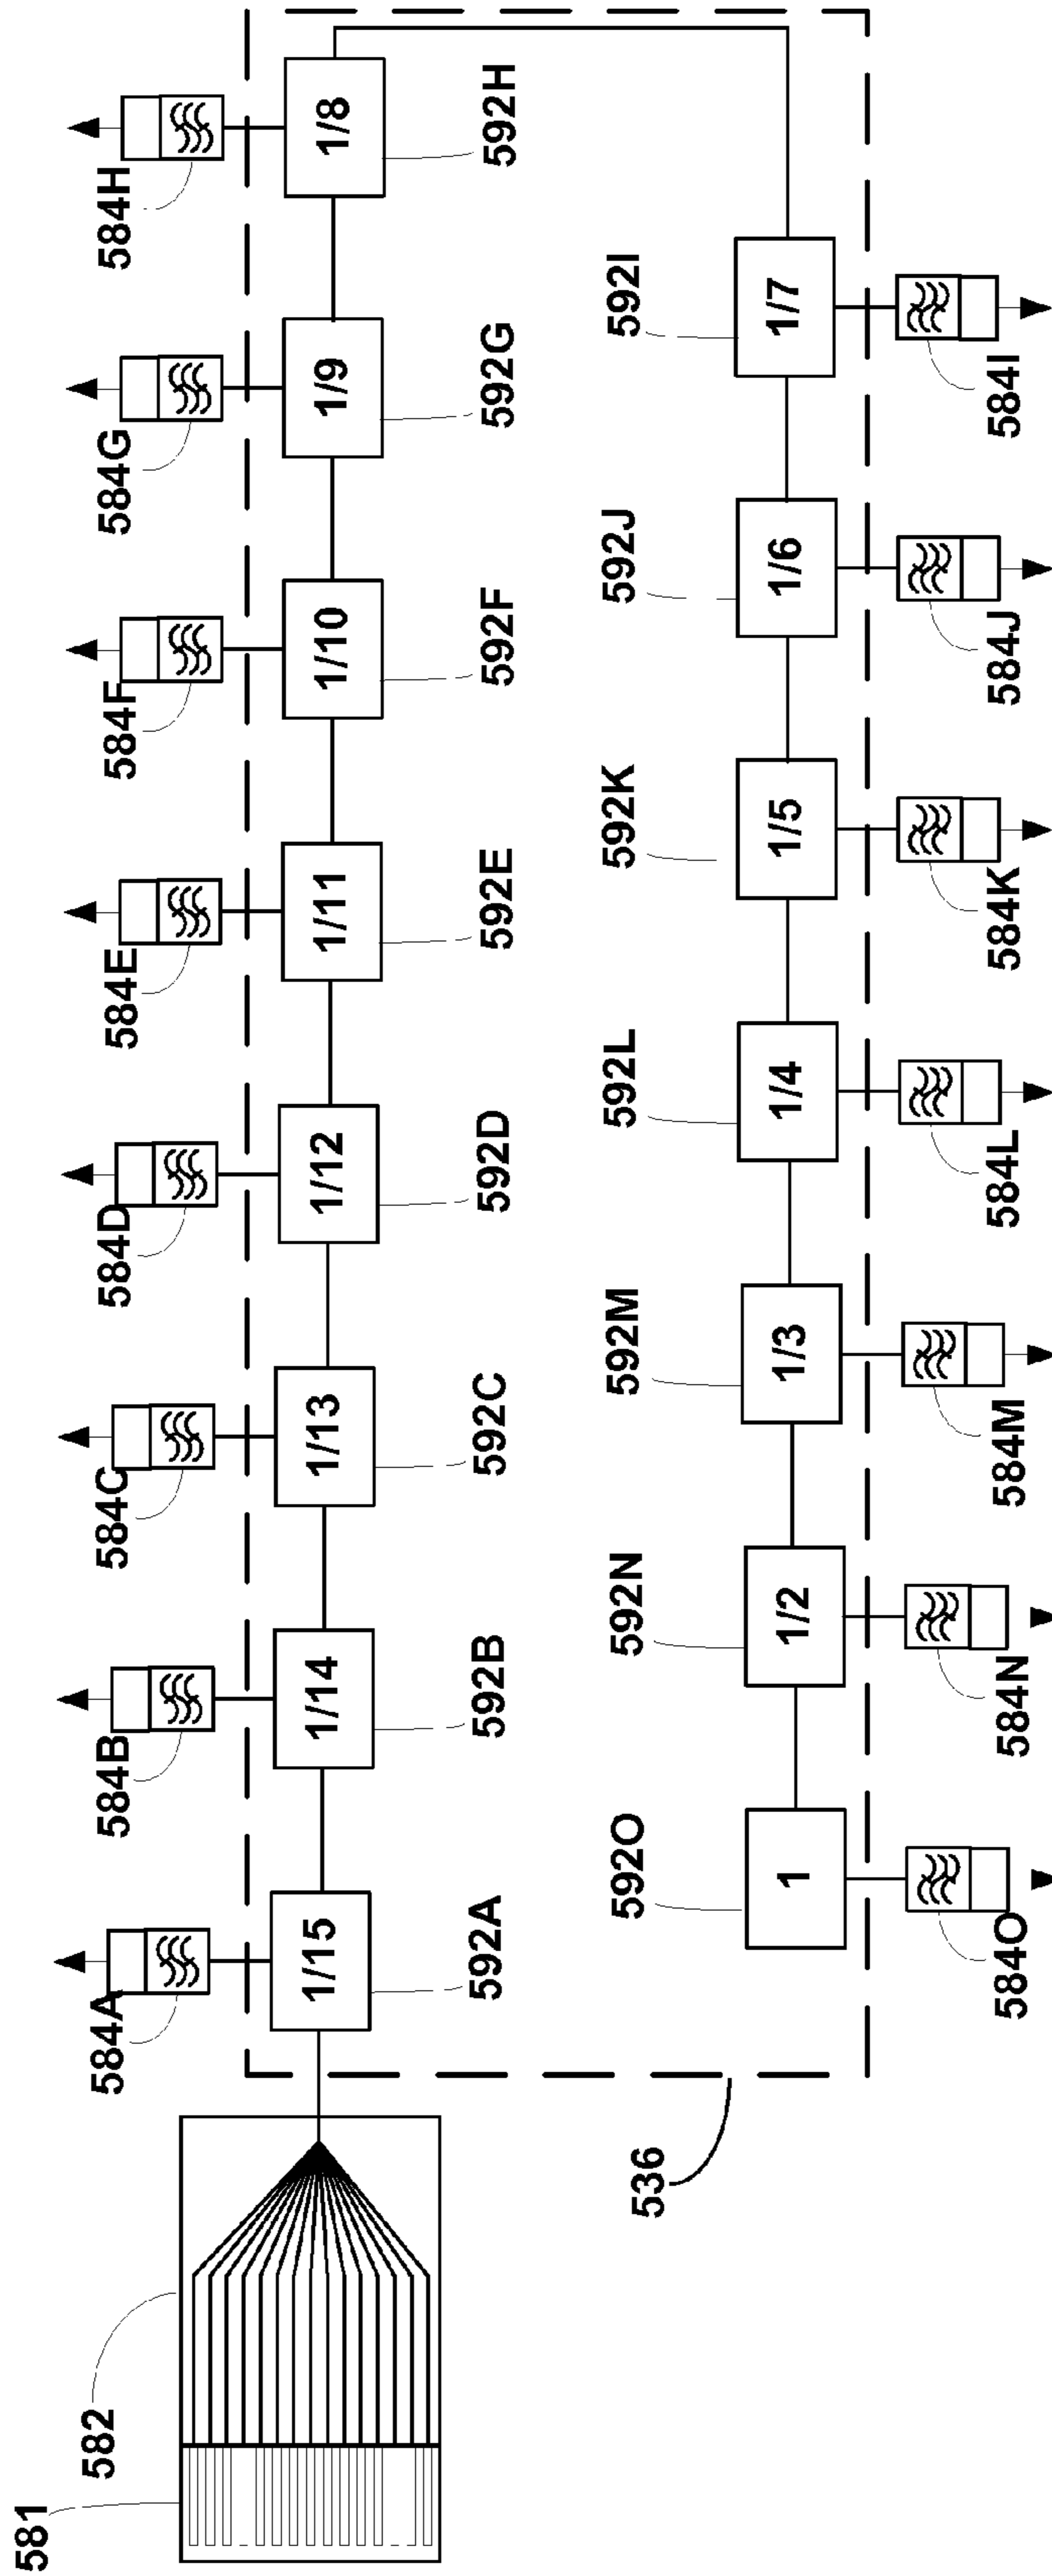 581
582
536
584A
584B
584C
584D
584E
584F
584G
584H
1/15
1/14
1/13
1/12
1/11
1/10
1/9
1/8
592A
592B
592C
592D
592E
592F
592G
592H
592O
592N
592M
592L
592K
592J
592I
1
1/2
1/3
1/4
1/5
1/6
1/7
584O
584N
584M
584L
584K
584J
584I